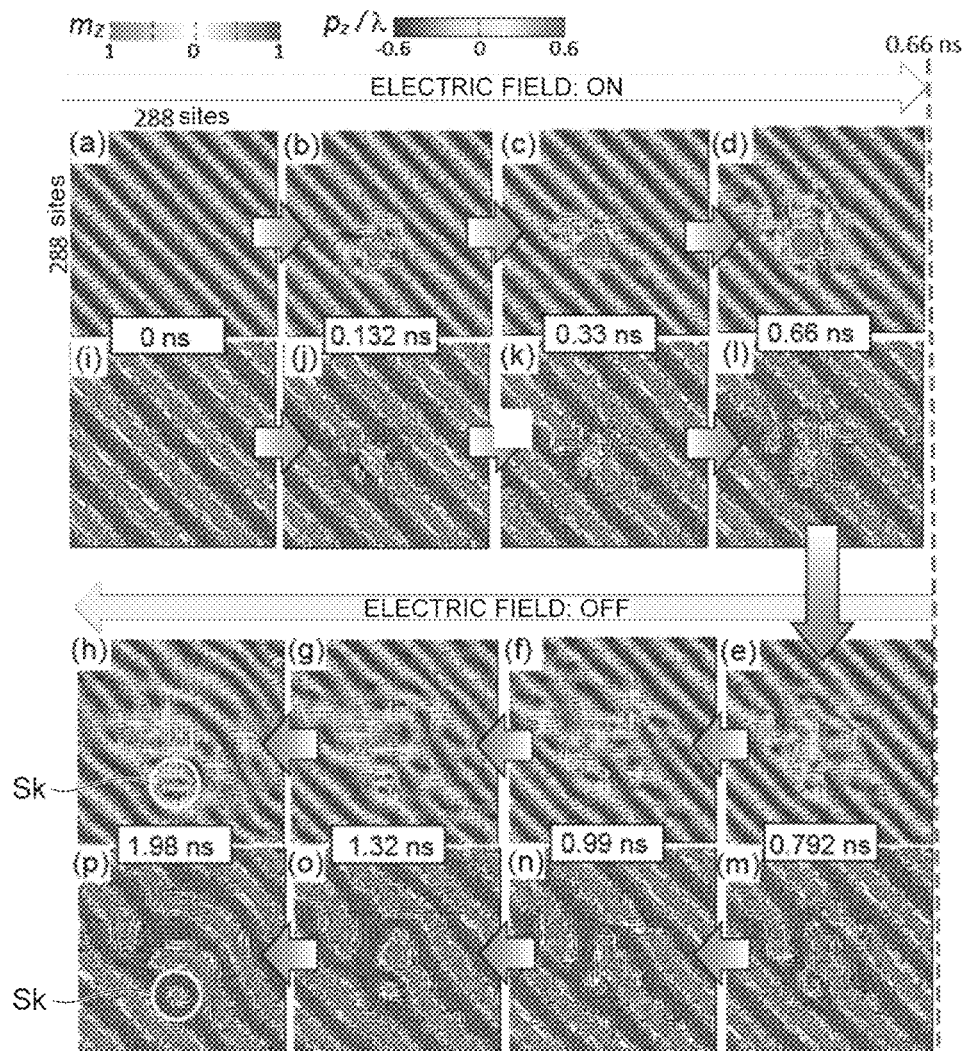 mz 1 0 1
pz/λ -0.6 0 0.6
0.66 ns
ELECTRIC FIELD: ON
288 sites
288 sites
(a) (b) (c) (d)
0 ns 0.132 ns 0.33 ns 0.66 ns
(i) (j) (k) (l)
ELECTRIC FIELD: OFF
(h) (g) (f) (e)
Sk
1.98 ns 1.32 ns 0.99 ns 0.792 ns
(p) (o) (n) (m)
Sk